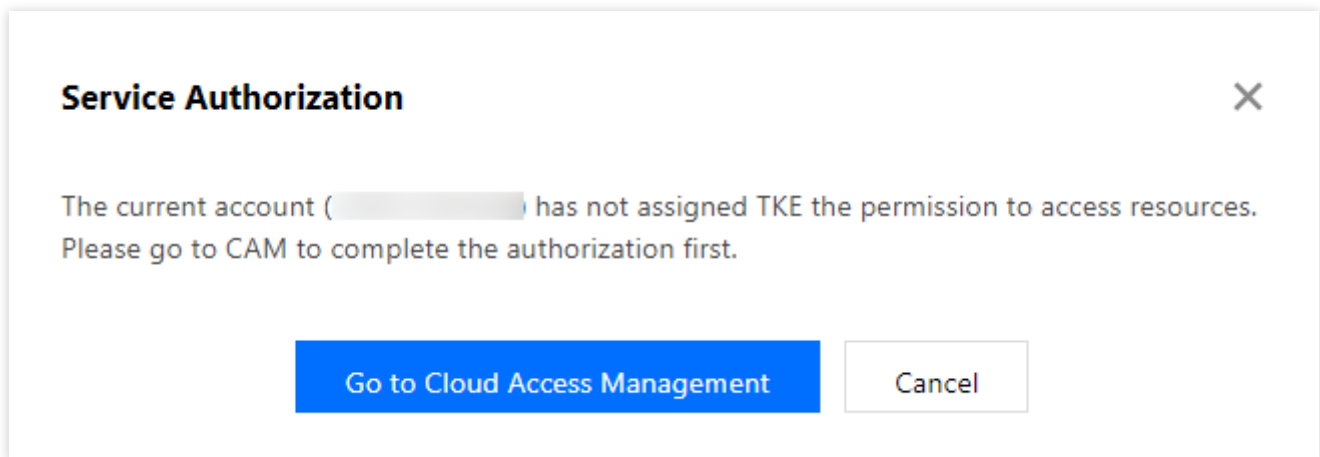 Service Authorization
The current account ( ) has not assigned TKE the permission to access resources.
Please go to CAM to complete the authorization first.
Go to Cloud Access Management
Cancel